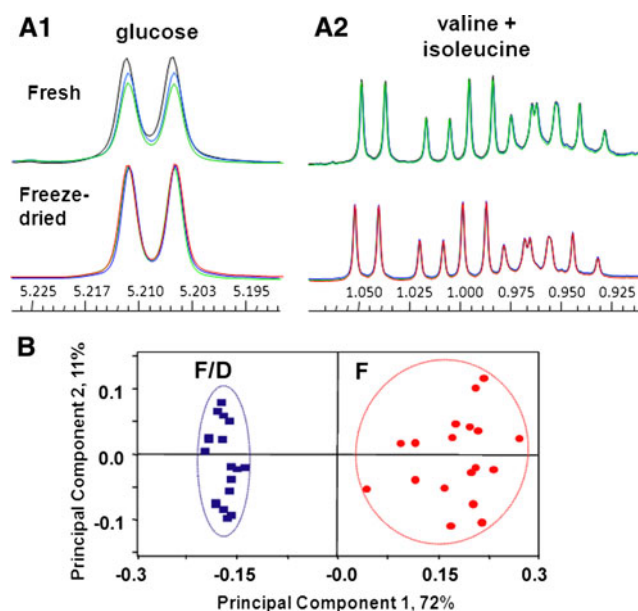 A1 glucose
A2 valine +
isoleucine
Fresh
Freeze-
dried
5.225 5.217 5.210 5.203 5.195
1.050 1.025 1.000 0.975 0.950 0.925
B
F/D F
Principal Component 2, 11%
0.1
0.0
-0.1
-0.3 -0.15 -0.0 0.15 0.3
Principal Component 1, 72%